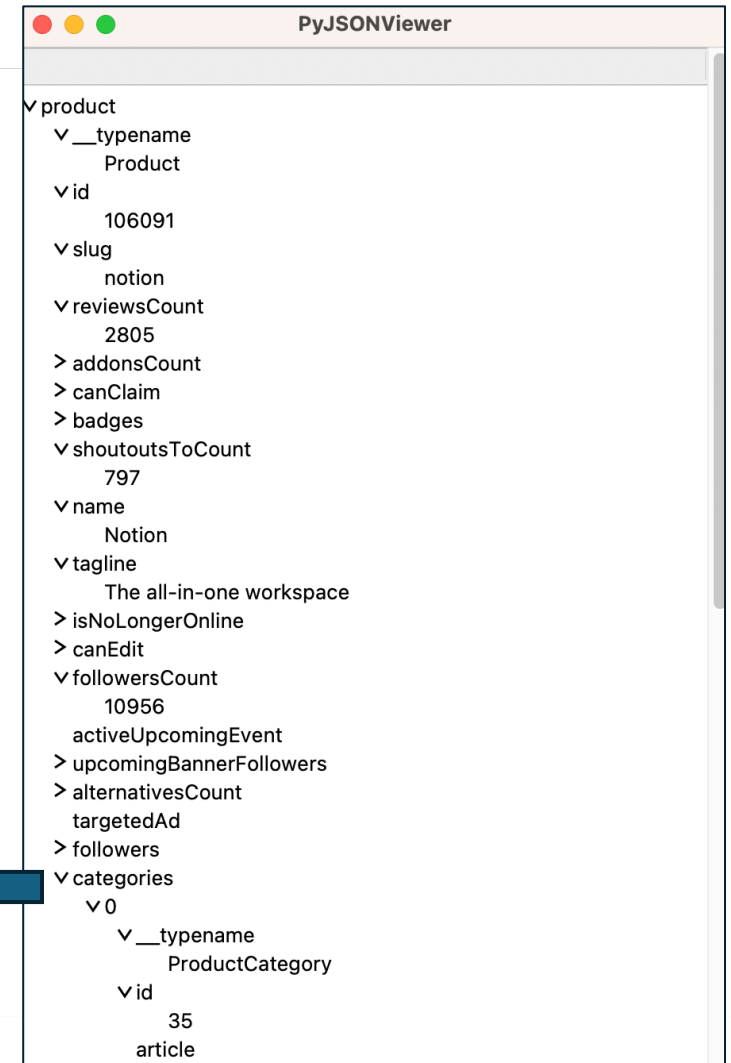 PyJSONViewer
product
__typename
Product
id
106091
slug
notion
reviewsCount
2805
addonsCount
canClaim
badges
shoutoutsToCount
797
name
Notion
tagline
The all-in-one workspace
isNoLongerOnline
canEdit
followersCount
10956
activeUpcomingEvent
upcomingBannerFollowers
alternativesCount
targetedAd
followers
categories
0
__typename
ProductCategory
id
35
article